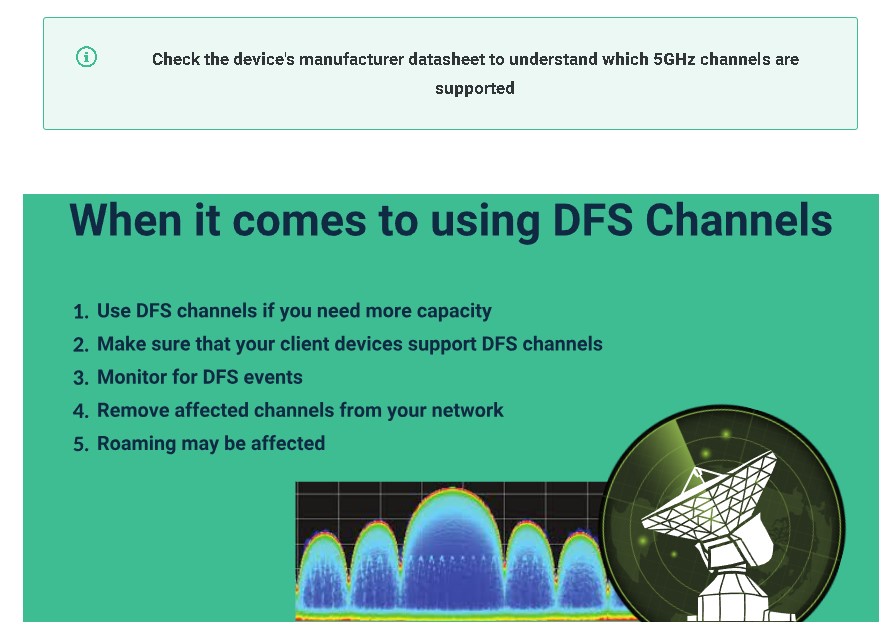 Check the device's manufacturer datasheet to understand which 5GHz channels are
supported
When it comes to using DFS Channels
1. Use DFS channels if you need more capacity
2. Make sure that your client devices support DFS channels
3. Monitor for DFS events
4. Remove affected channels from your network
5. Roaming may be affected